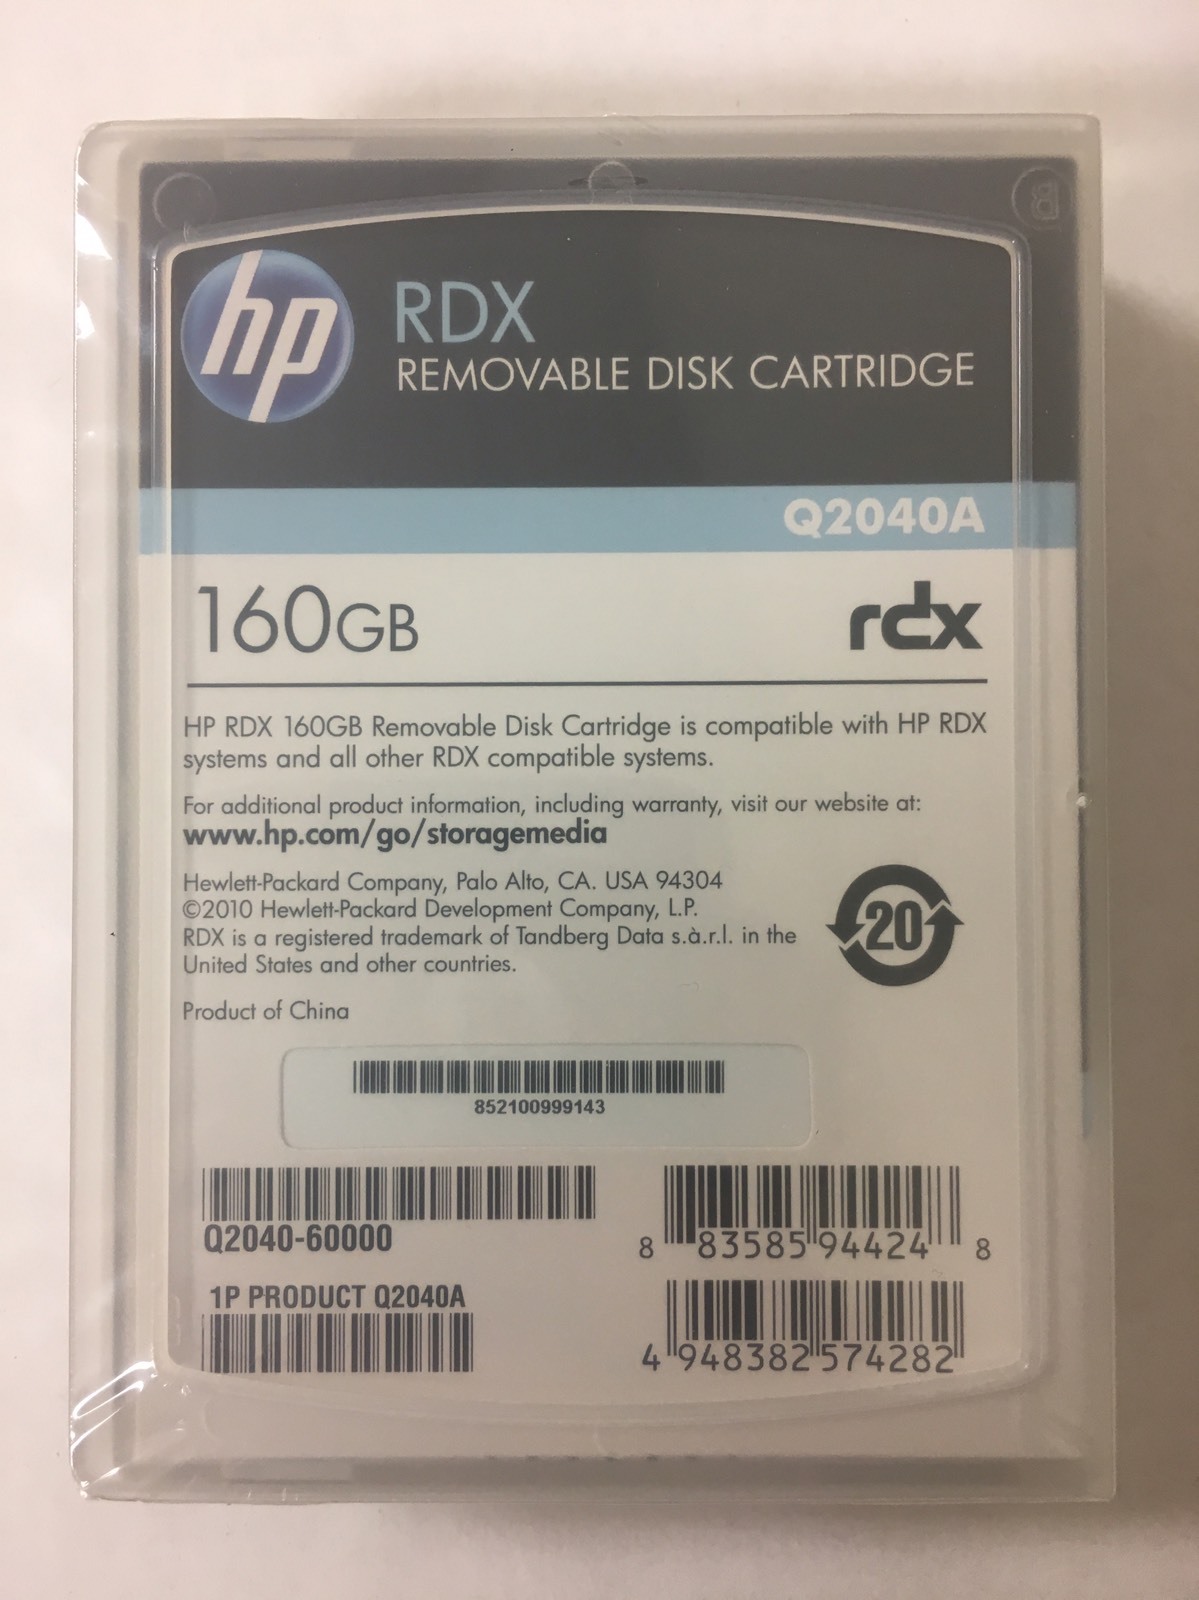 hp
RDX
REMOVABLE DISK CARTRIDGE
Q2040A
160GB
rdx
HP RDX 160GB Removable Disk Cartridge is compatible with HP RDX
systems and all other RDX compatible systems.
For additional product information, including warranty, visit our website at:
www.hp.com/go/storagemedia
Hewlett-Packard Company, Palo Alto, CA. USA 94304
©2010 Hewlett-Packard Development Company, L.P.
RDX is a registered trademark of Tandberg Data s.à.r.l. in the
United States and other countries.
20
Product of China
852100999143
Q2040-60000
8 83585 94424 8
1P PRODUCT Q2040A
4 948382 574282